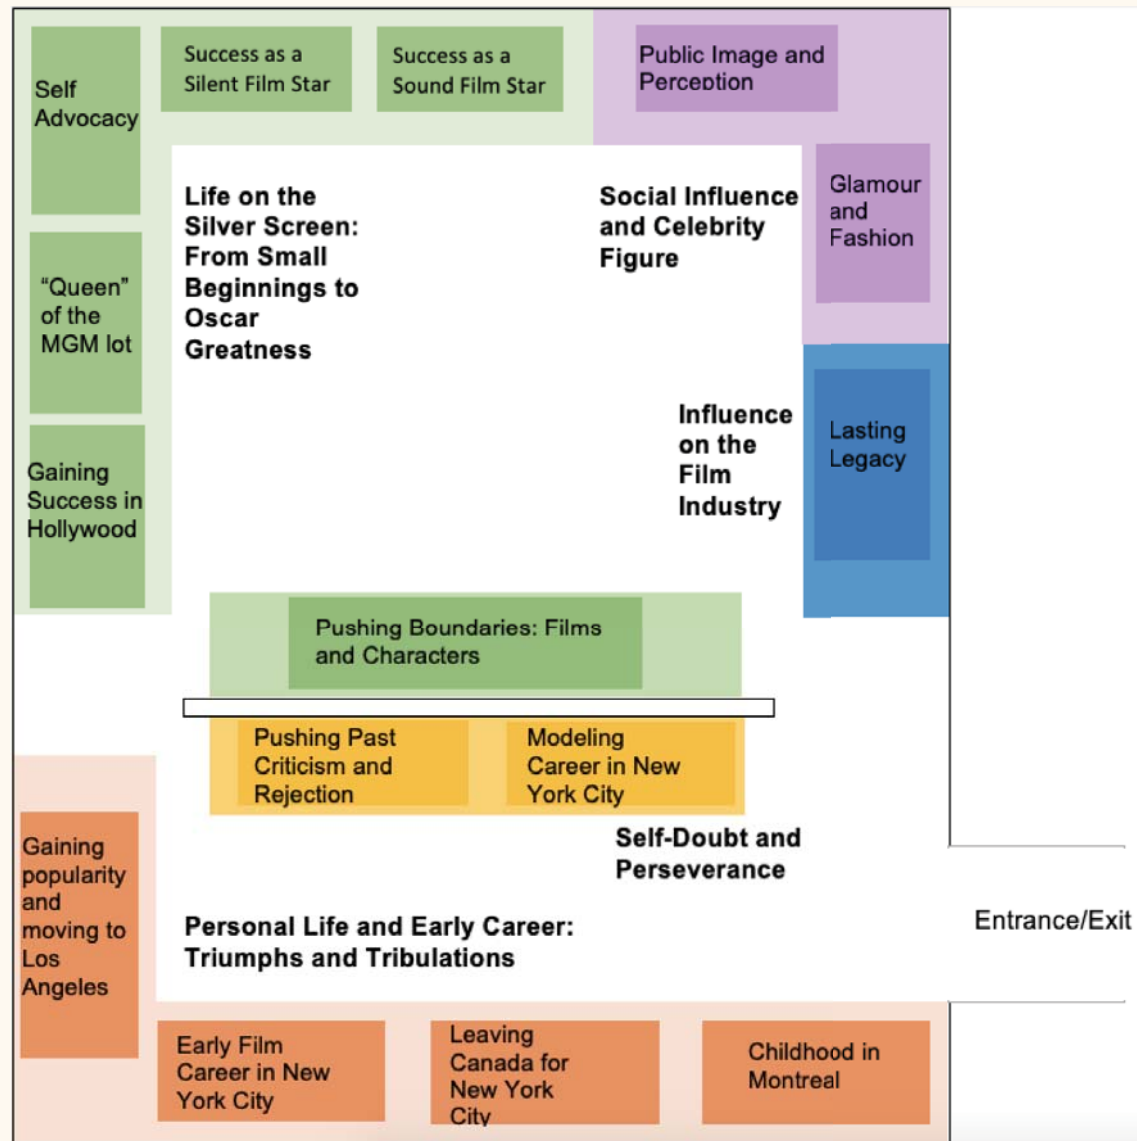 Self
Advocacy
Success as a
Silent Film Star
Success as a
Sound Film Star
Public Image and
Perception
Glamour
and
Fashion
Life on the
Silver Screen:
From Small
Beginnings to
Oscar
Greatness
Social Influence
and Celebrity
Figure
“Queen”
of the
MGM lot
Gaining
Success in
Hollywood
Influence
on the
Film
Industry
Lasting
Legacy
Pushing Boundaries: Films
and Characters
Pushing Past
Criticism and
Rejection
Modeling
Career in New
York City
Self-Doubt and
Perseverance
Gaining
popularity
and
moving to
Los
Angeles
Personal Life and Early Career:
Triumphs and Tribulations
Entrance/Exit
Early Film
Career in New
York City
Leaving
Canada for
New York
City
Childhood in
Montreal